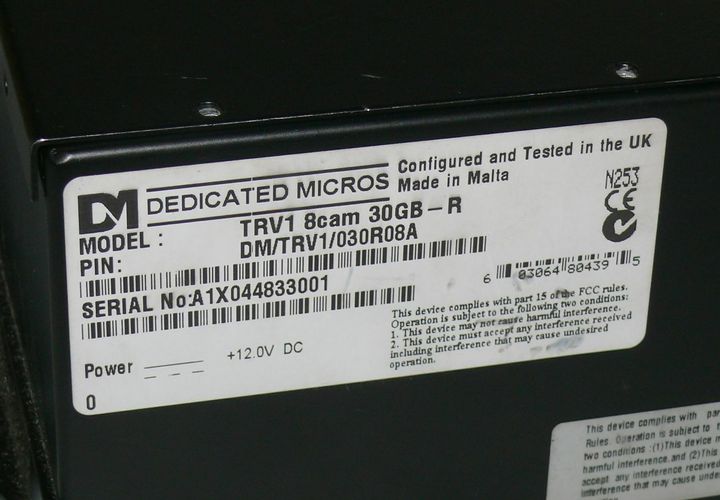 DM DEDICATED MICROS
Configured and Tested in the UK
Made in Malta
N253
CE
MODEL : TRV1 8cam 30GB-R
PIN: DM/TRV1/030R08A
6 03064 80439 5
SERIAL No:A1X044833001
This device complies with part 15 of the FCC rules.
Operation is subject to the following two conditions:
1. This device may not cause harmful interference.
2. This device must accept any interference received
including interference that may cause undesired
operation.
Power +12.0V DC
0
This device complies with par
Rules. Operation is subject to t
two conditions :(1)This device m
harmful interference,and (2)This
accept any interference received
interference that may cause und